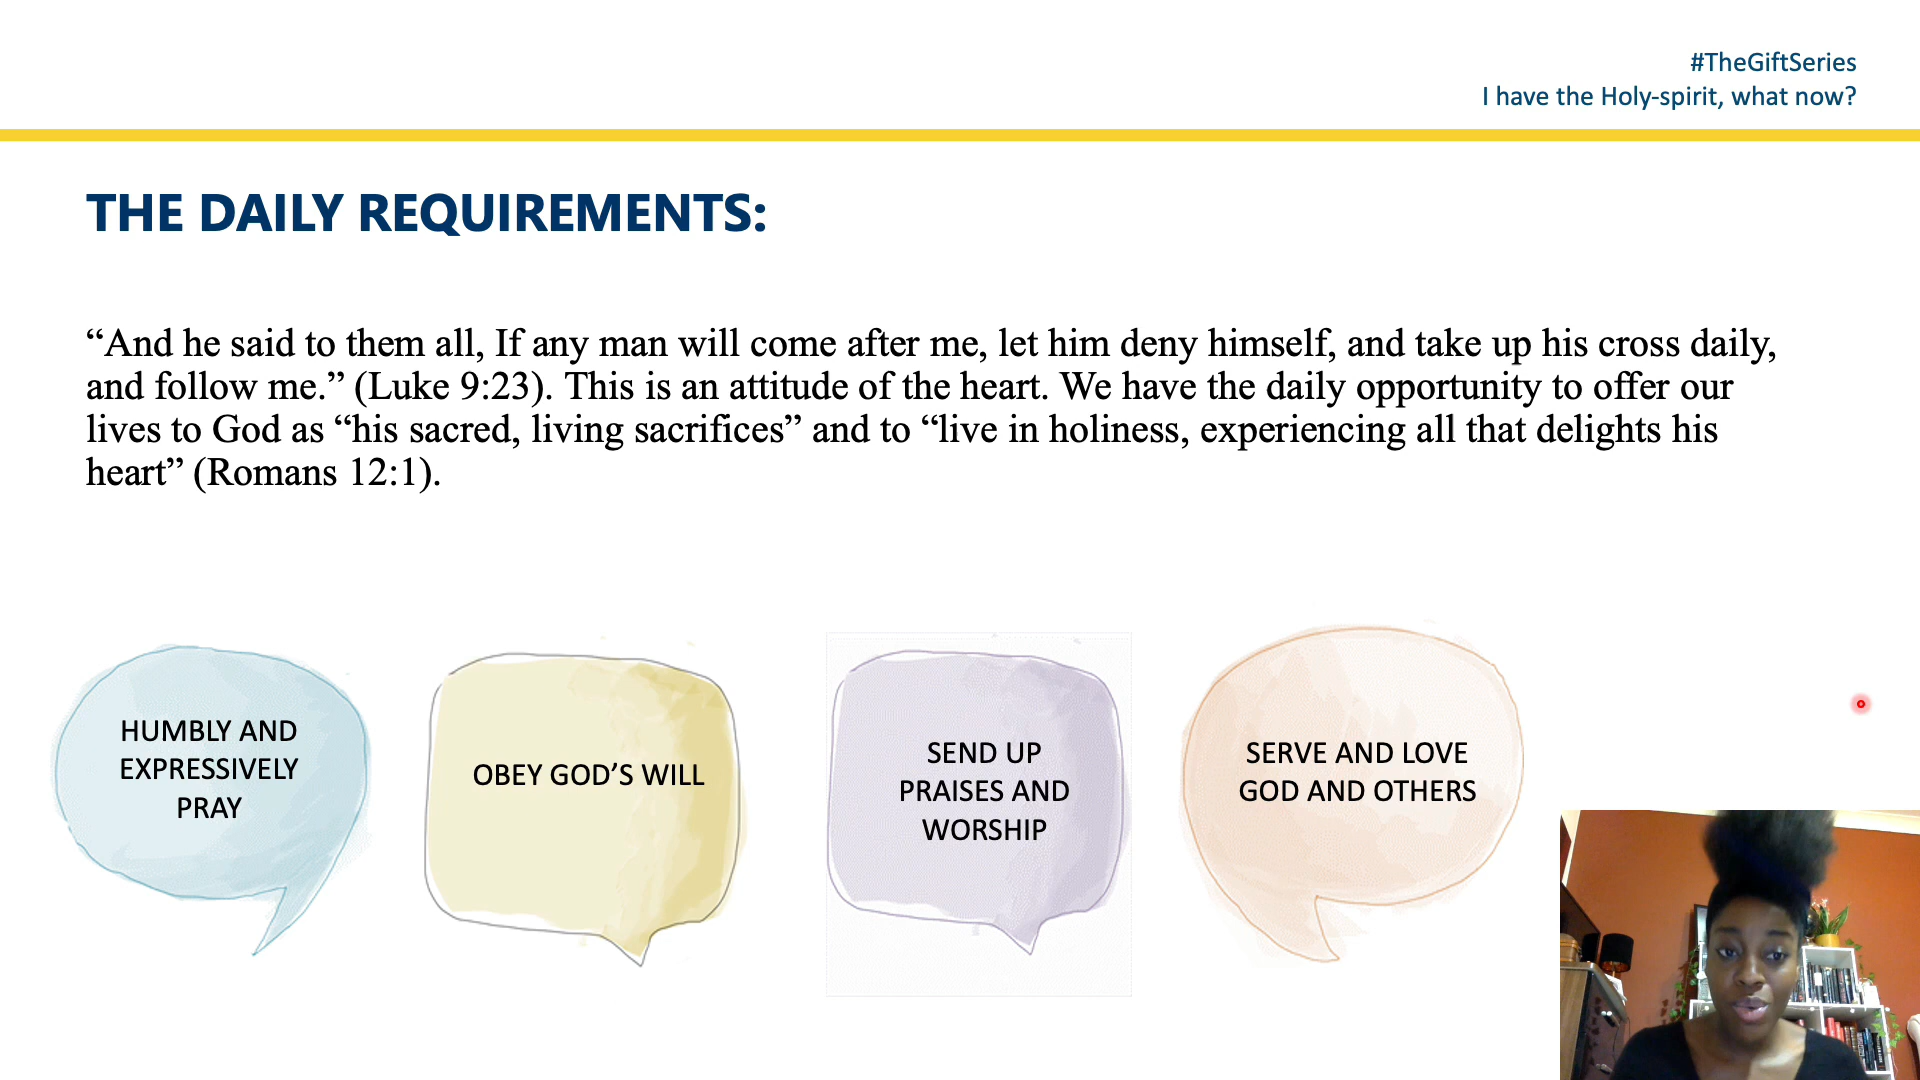 #TheGiftSeries
I have the Holy-spirit, what now?
THE DAILY REQUIREMENTS:
“And he said to them all, If any man will come after me, let him deny himself, and take up his cross daily,
and follow me.” (Luke 9:23). This is an attitude of the heart. We have the daily opportunity to offer our
lives to God as “his sacred, living sacrifices” and to “live in holiness, experiencing all that delights his
heart” (Romans 12:1).
HUMBLY AND
EXPRESSIVELY
PRAY
OBEY GOD’S WILL
SEND UP
PRAISES AND
WORSHIP
SERVE AND LOVE
GOD AND OTHERS